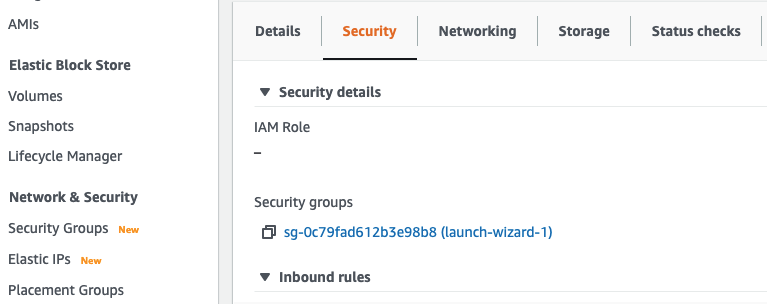 AMIs
Elastic Block Store
Volumes
Snapshots
Lifecycle Manager
Network & Security
Security Groups New
Elastic IPs New
Placement Groups
Details Security Networking Storage Status checks
Security details
IAM Role
–
Security groups
sg-0c79fad612b3e98b8 (launch-wizard-1)
Inbound rules